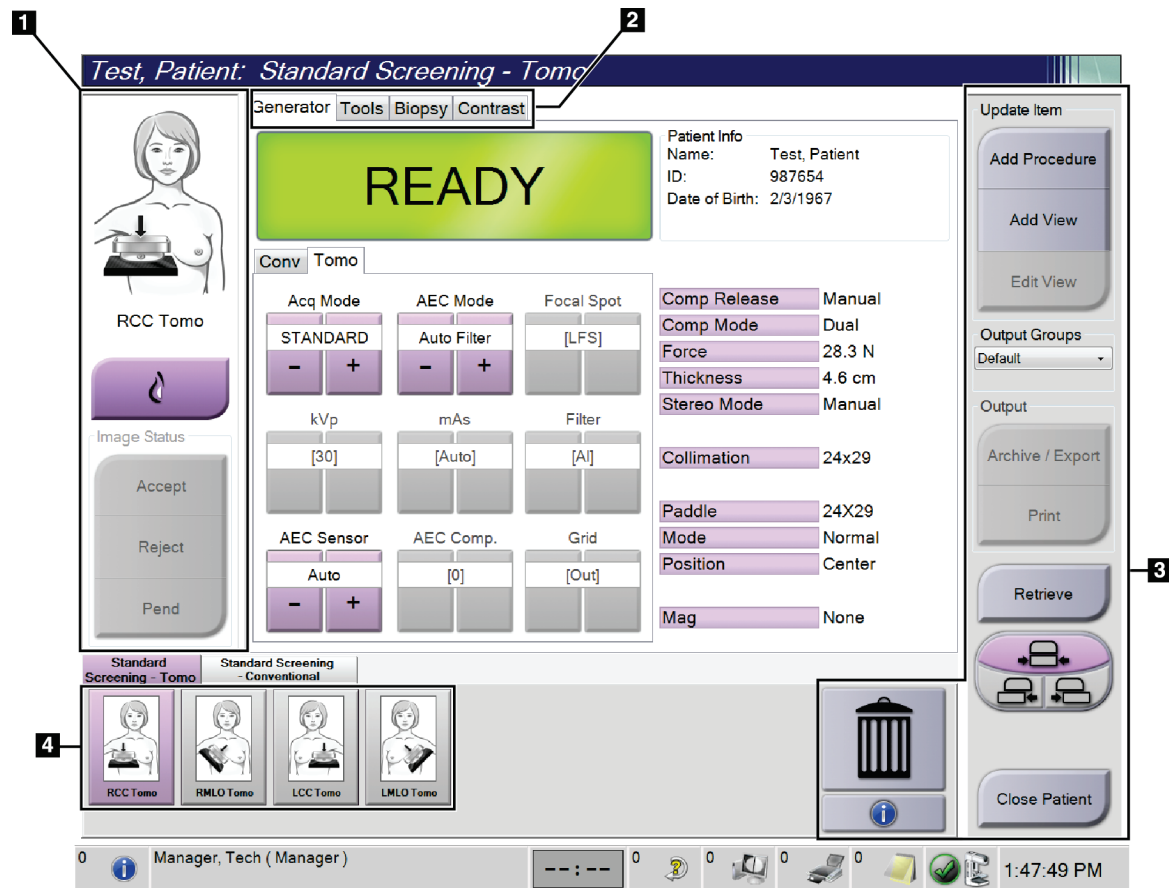 1
2
Test, Patient: Standard Screening - Tomo
Generator Tools Biopsy Contrast
READY
Patient Info
Name: Test, Patient
ID: 987654
Date of Birth: 2/3/1967
RCC Tomo
Image Status
Accept
Reject
Pend
Conv Tomo
Acq Mode AEC Mode Focal Spot
STANDARD Auto Filter [LFS]
- + - +
kVp mAs Filter
[30] [Auto] [Al]
AEC Sensor AEC Comp. Grid
Auto [0] [Out]
- +
Comp Release Manual
Comp Mode Dual
Force 28.3 N
Thickness 4.6 cm
Stereo Mode Manual
Collimation 24x29
Paddle 24X29
Mode Normal
Position Center
Mag None
Update Item
Add Procedure
Add View
Edit View
Output Groups
Default
Output
Archive / Export
Print
3
Retrieve
Close Patient
Standard
Screening - Tomo
Standard Screening
- Conventional
4
RCC Tomo RMLO Tomo LCC Tomo LMLO Tomo
i
0 i Manager, Tech ( Manager ) --:-- 0 ? 0 0 0 1:47:49 PM